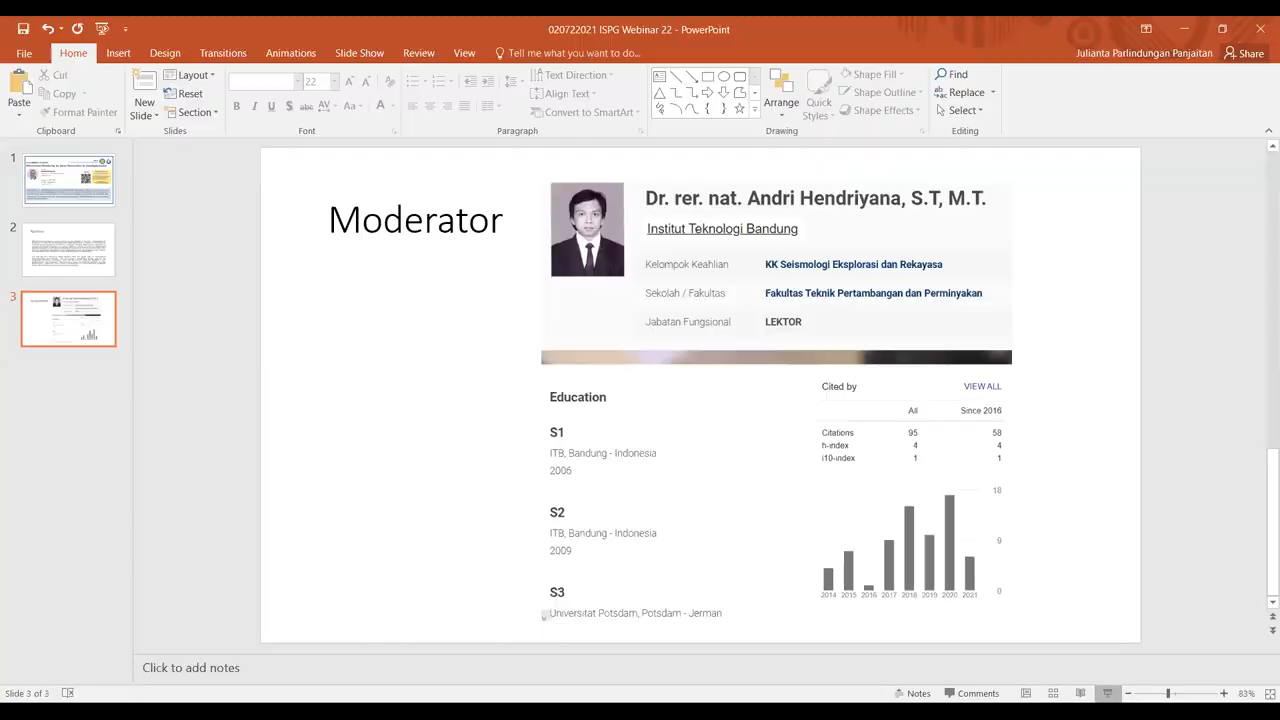 020722021 ISPG Webinar 22 - PowerPoint
File Home Insert Design Transitions Animations Slide Show Review View Tell me what you want to do... Julianta Parlindungan Panjaitan Share
Paste
Cut
Copy
Format Painter
Clipboard
New Slide
Layout
Reset
Section
Slides
22
B I U S abc AV Aa A
Font
Text Direction
Align Text
Convert to SmartArt
Paragraph
Arrange
Quick Styles
Shape Fill
Shape Outline
Shape Effects
Drawing
Find
Replace
Select
Editing
1
2
3
Moderator
Dr. rer. nat. Andri Hendriyana, S.T, M.T.
Institut Teknologi Bandung
Kelompok Keahlian KK Seismologi Eksplorasi dan Rekayasa
Sekolah / Fakultas Fakultas Teknik Pertambangan dan Perminyakan
Jabatan Fungsional LEKTOR
Education
S1
ITB, Bandung - Indonesia
2006
S2
ITB, Bandung - Indonesia
2009
S3
Universitat Potsdam, Potsdam - Jerman
Cited by VIEW ALL
All Since 2016
Citations 95 58
h-index 4 4
i10-index 1 1
18
9
0
2014 2015 2016 2017 2018 2019 2020 2021
Click to add notes
Slide 3 of 3 Notes Comments 83%